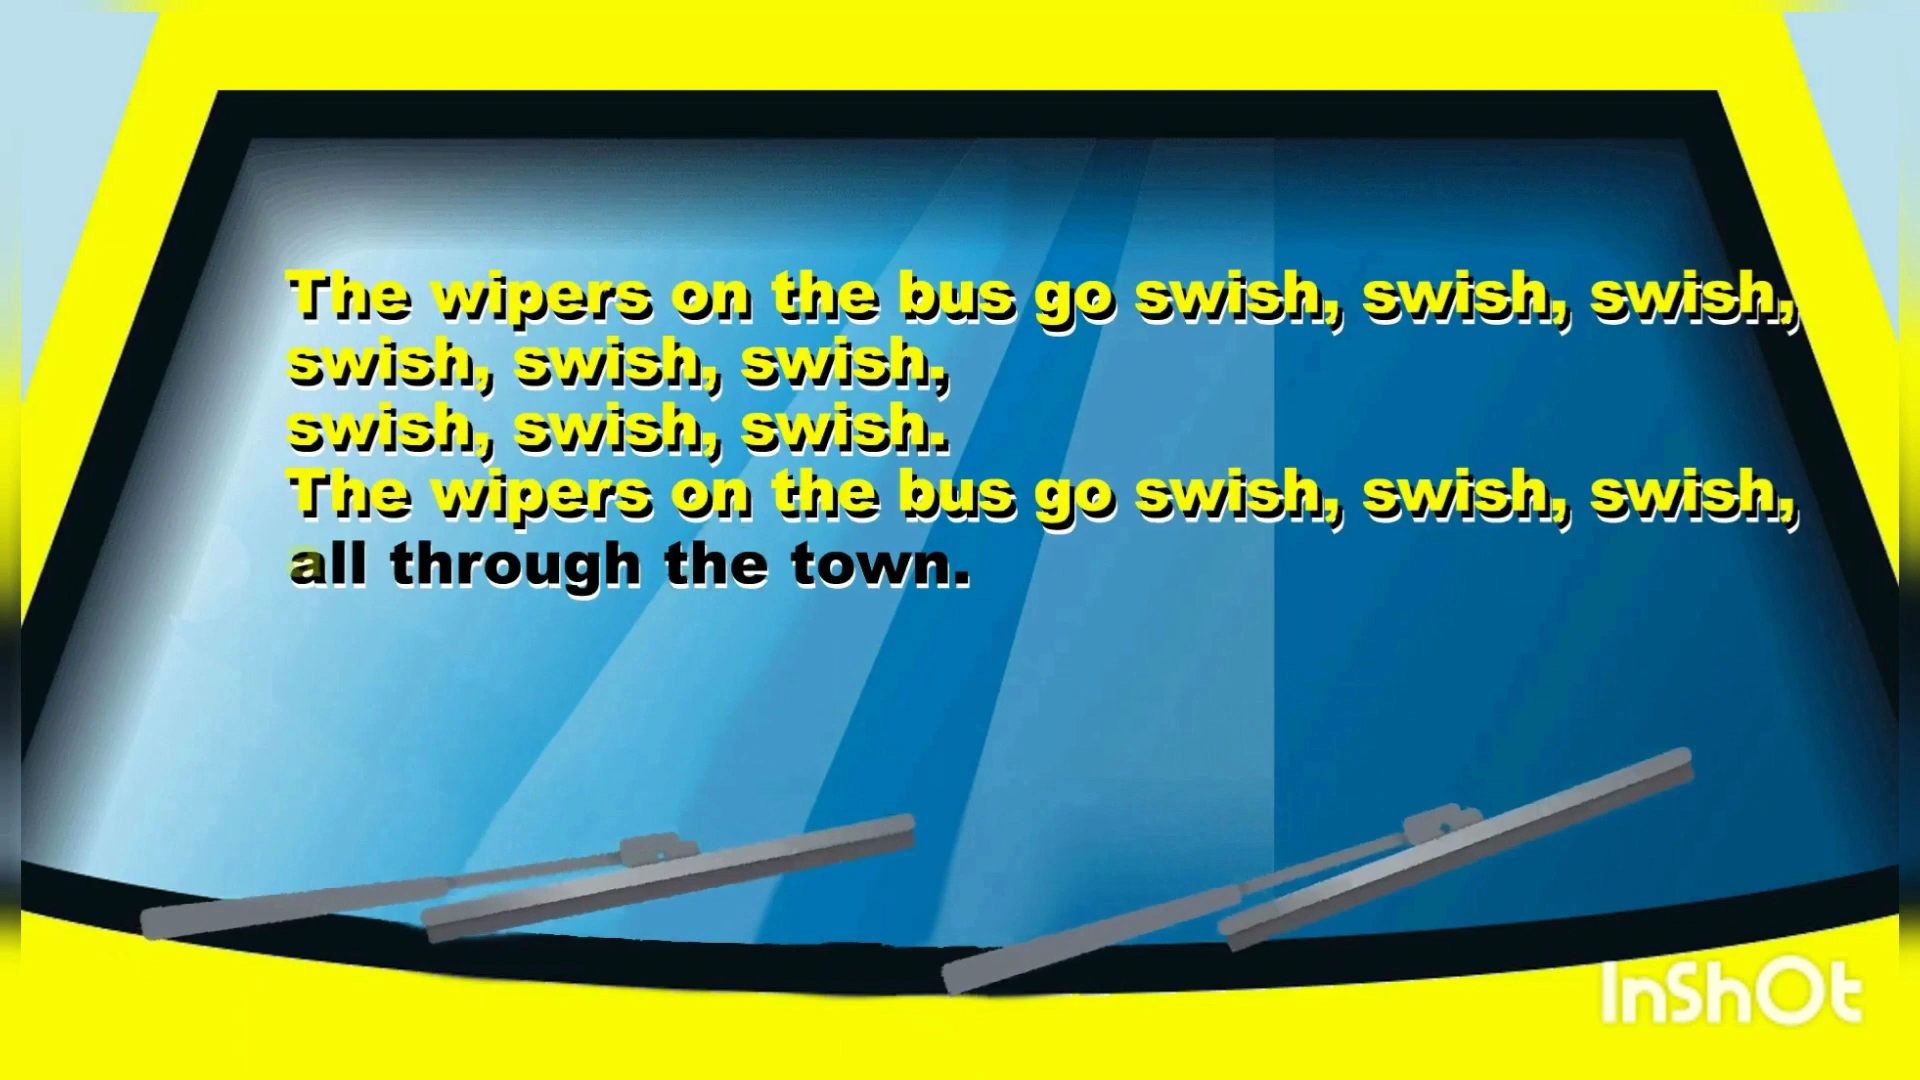 The wipers on the bus go swish, swish, swish,
swish, swish, swish,
swish, swish, swish.
The wipers on the bus go swish, swish, swish,
all through the town.
InShOt